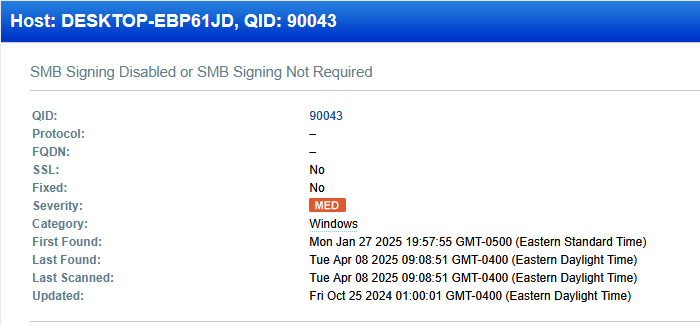 Host: DESKTOP-EBP61JD, QID: 90043
SMB Signing Disabled or SMB Signing Not Required
QID: 90043
Protocol: –
FQDN: –
SSL: No
Fixed: No
Severity: MED
Category: Windows
First Found: Mon Jan 27 2025 19:57:55 GMT-0500 (Eastern Standard Time)
Last Found: Tue Apr 08 2025 09:08:51 GMT-0400 (Eastern Daylight Time)
Last Scanned: Tue Apr 08 2025 09:08:51 GMT-0400 (Eastern Daylight Time)
Updated: Fri Oct 25 2024 01:00:01 GMT-0400 (Eastern Daylight Time)